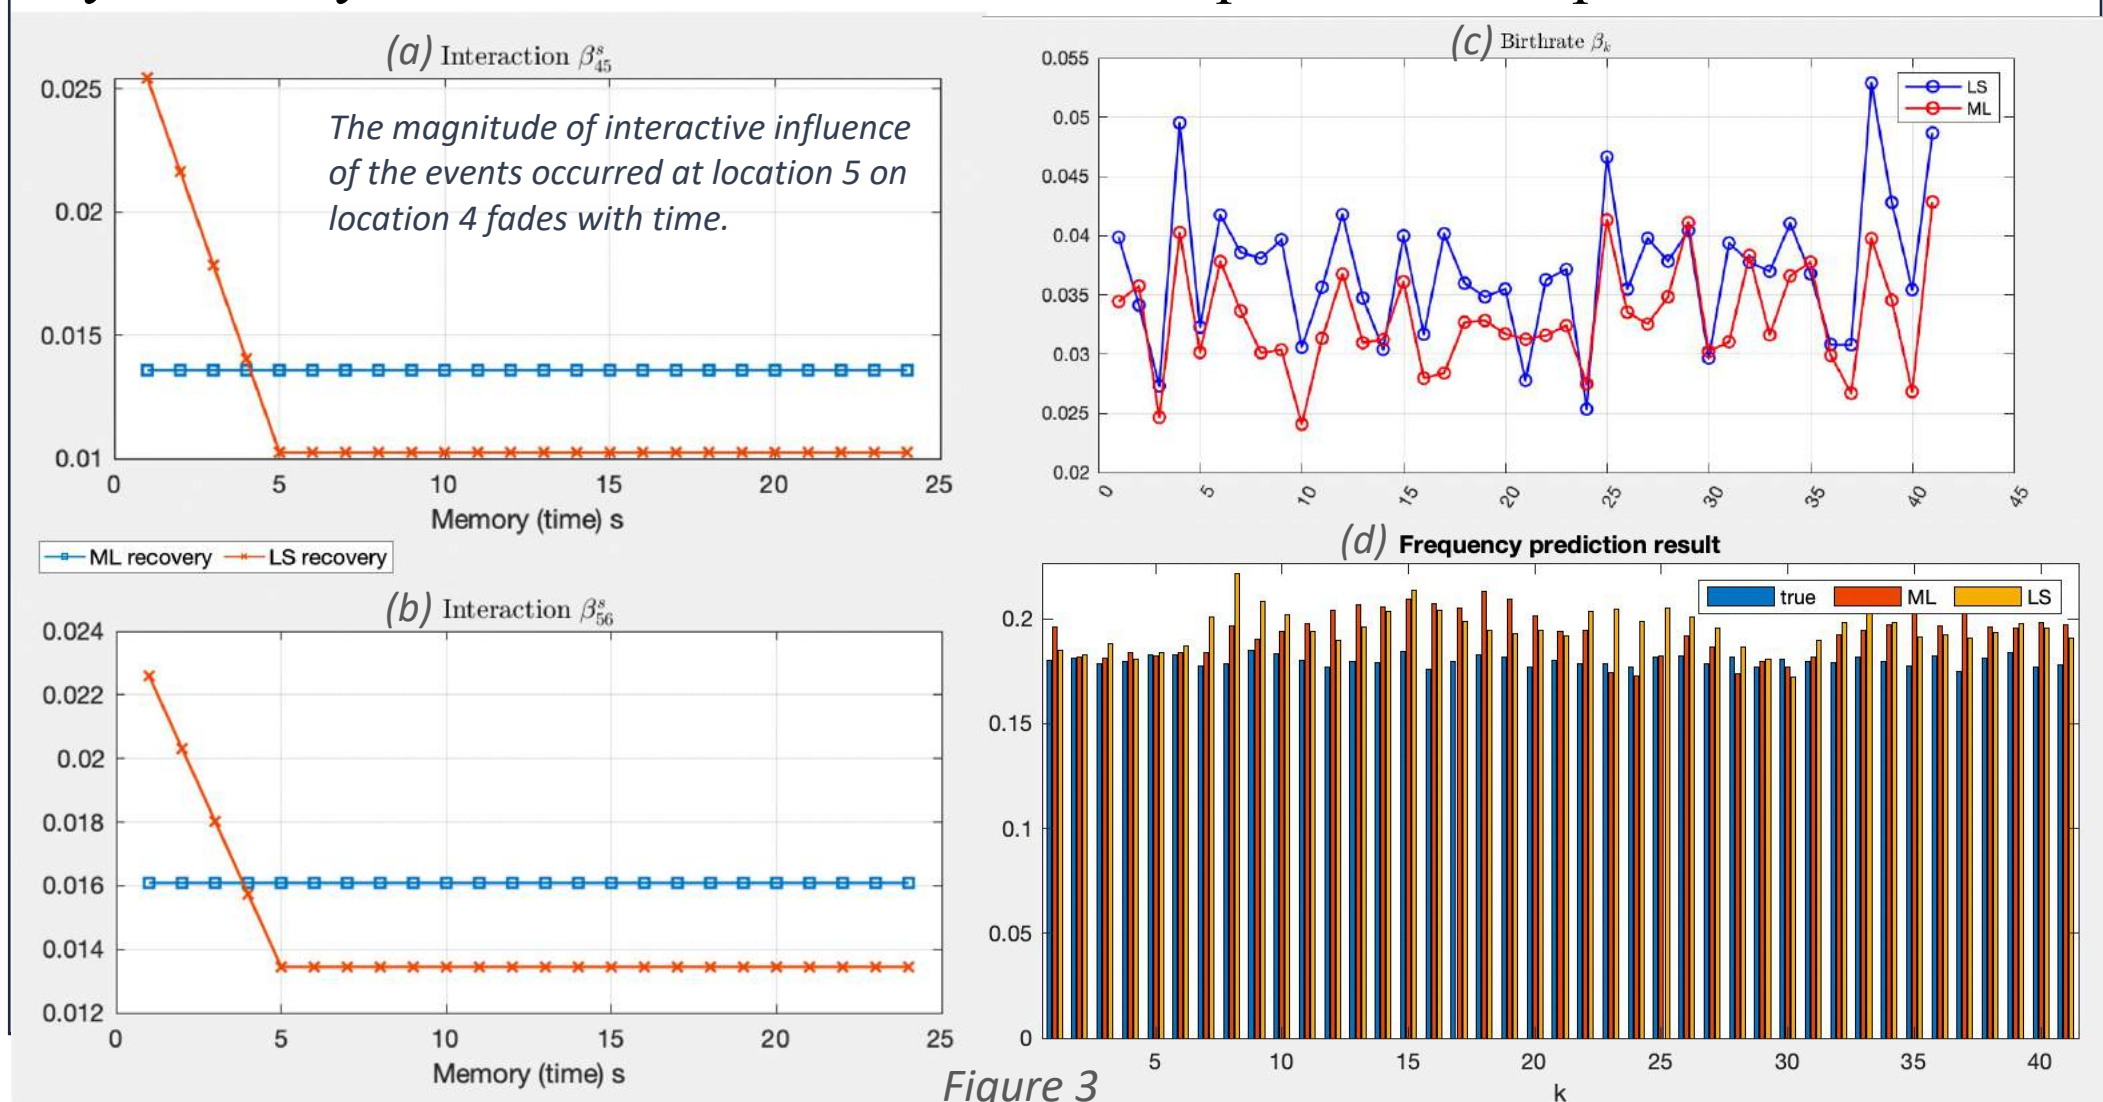 (a) Interaction β₄₅ˢ
The magnitude of interactive influence
of the events occurred at location 5 on
location 4 fades with time.
0.025
0.02
0.015
0.01
0 5 10 15 20 25
Memory (time) s
ML recovery LS recovery
(b) Interaction β₅₆ˢ
0.024
0.022
0.02
0.018
0.016
0.014
0.012
0 5 10 15 20 25
Memory (time) s
(c) Birthrate βₖ
LS
ML
0.055
0.05
0.045
0.04
0.035
0.03
0.025
0.02
0 5 10 15 20 25 30 35 40 45
(d) Frequency prediction result
true ML LS
0.2
0.15
0.1
0.05
0
5 10 15 20 25 30 35 40
k
Figure 3